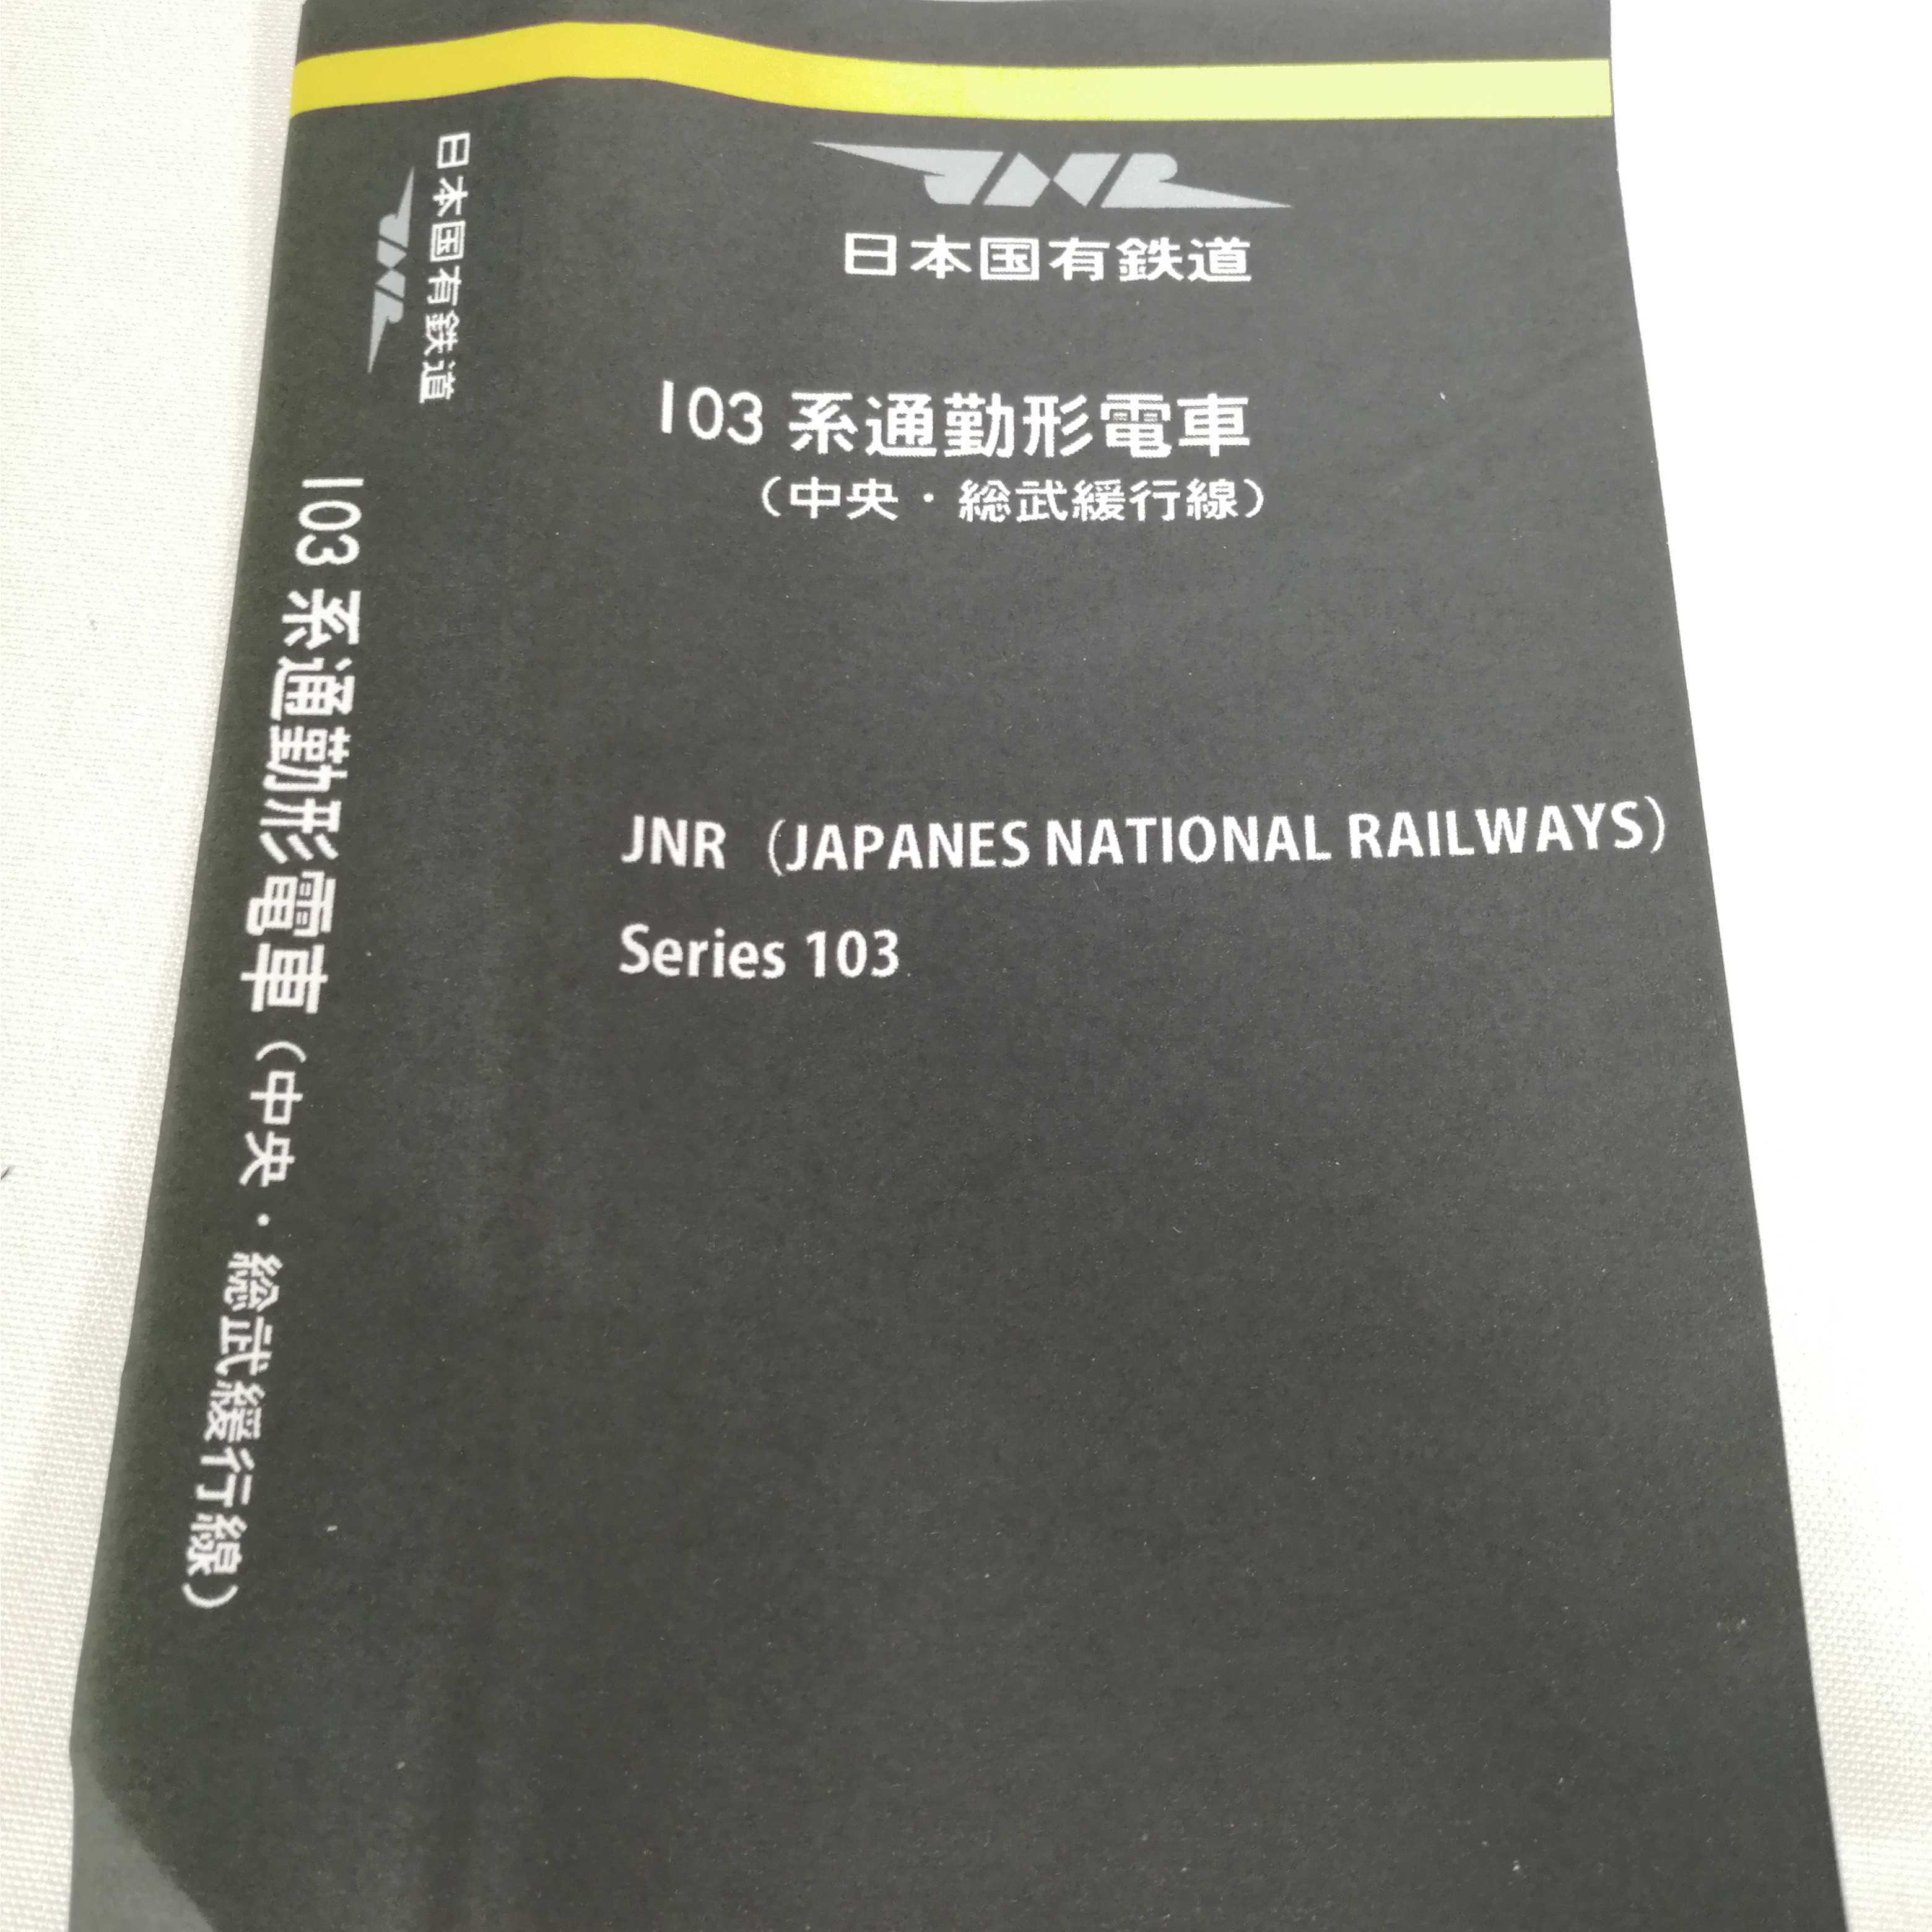 日本国有鉄道
103 系通勤形電車（中央・総武緩行線）
JNR
日本国有鉄道
103 系通勤形電車
（中央・総武緩行線）
JNR（JAPANES NATIONAL RAILWAYS）
Series 103